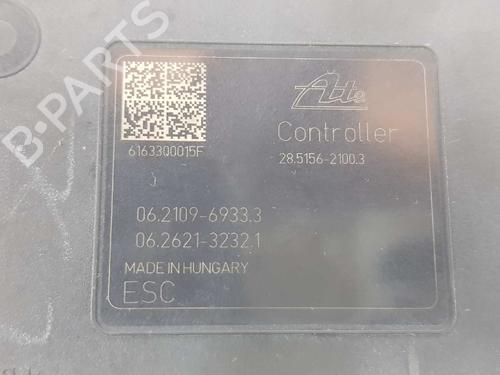 B-PARTS
Ate
Controller
6163300015F
28.5156-2100.3
06.2109-6933.3
06.2621-3232.1
MADE IN HUNGARY
ESC